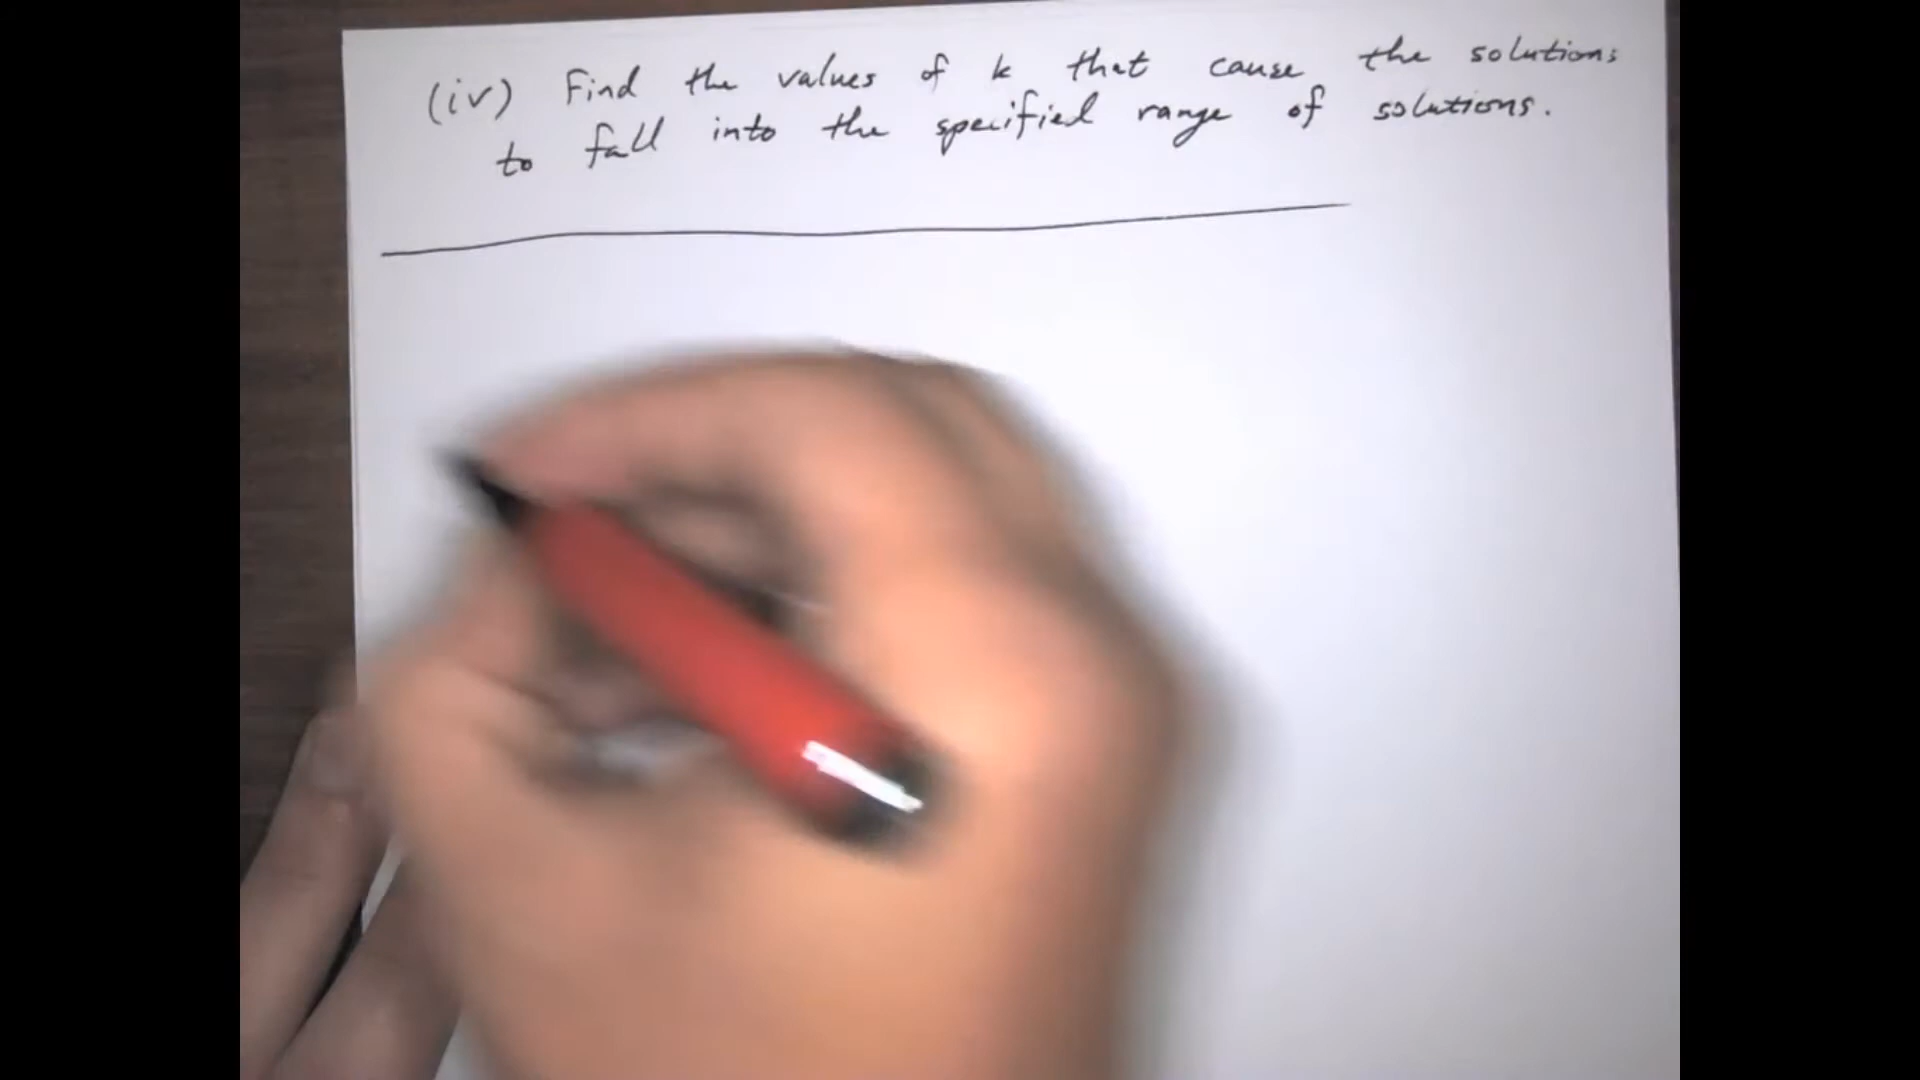 (iv) Find the values of k that cause the solutions
to fall into the specified range of solutions.